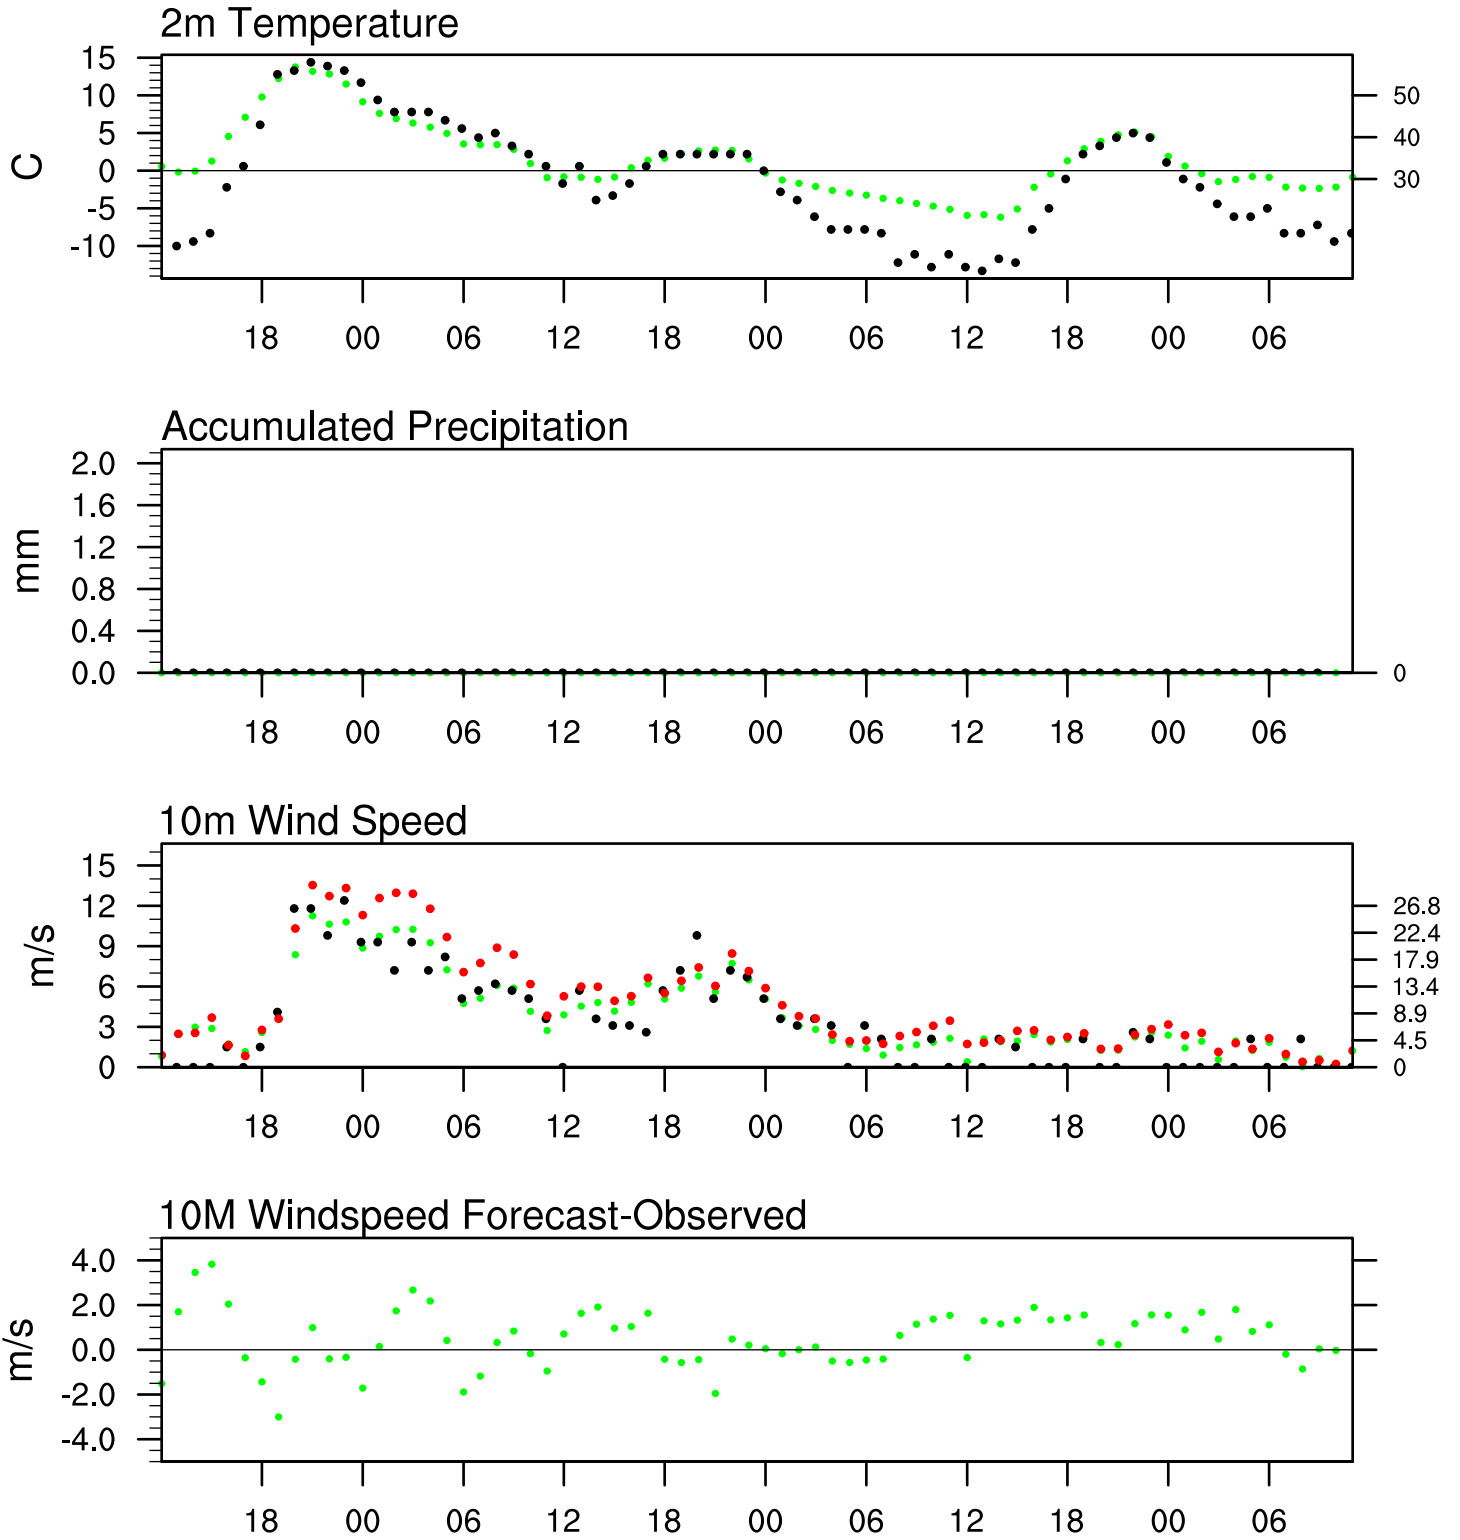 2m Temperature
15
10
5
0
-5
-10
C
50
40
30
18 00 06 12 18 00 06 12 18 00 06
Accumulated Precipitation
2.0
1.6
1.2
0.8
0.4
0.0
mm
0
18 00 06 12 18 00 06 12 18 00 06
10m Wind Speed
15
12
9
6
3
0
m/s
26.8
22.4
17.9
13.4
8.9
4.5
0
18 00 06 12 18 00 06 12 18 00 06
10M Windspeed Forecast-Observed
4.0
2.0
0.0
-2.0
-4.0
m/s
18 00 06 12 18 00 06 12 18 00 06